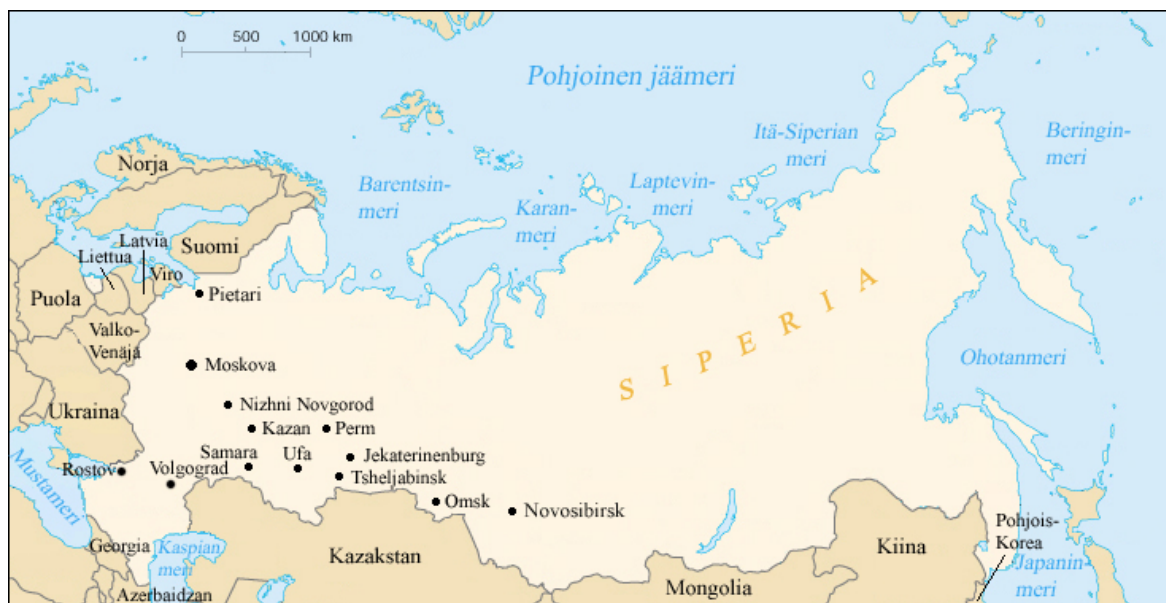 0 500 1000 km
Pohjoinen jäämeri
Itä-Siperian
meri
Beringin-
meri
Norja
Barentsin-
meri
Karan-
meri
Laptevin-
meri
Latvia
Suomi
Liettua
Viro
Puola
Pietari
Valko-
Venäjä
SIPERIA
Moskova
Ohotanmeri
Ukraina
Nizhni Novgorod
Kazan
Perm
Samara
Ufa
Jekaterinenburg
Mustameri
Rostov
Volgograd
Tsheljabinsk
Omsk
Novosibirsk
Georgia
Kaspian
meri
Kazakstan
Kiina
Pohjois-
Korea
Mongolia
Japanin-
meri
Azerbaidzan